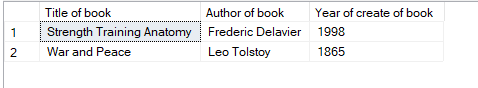 Title of book Author of book Year of create of book
1 Strength Training Anatomy Frederic Delavier 1998
2 War and Peace Leo Tolstoy 1865